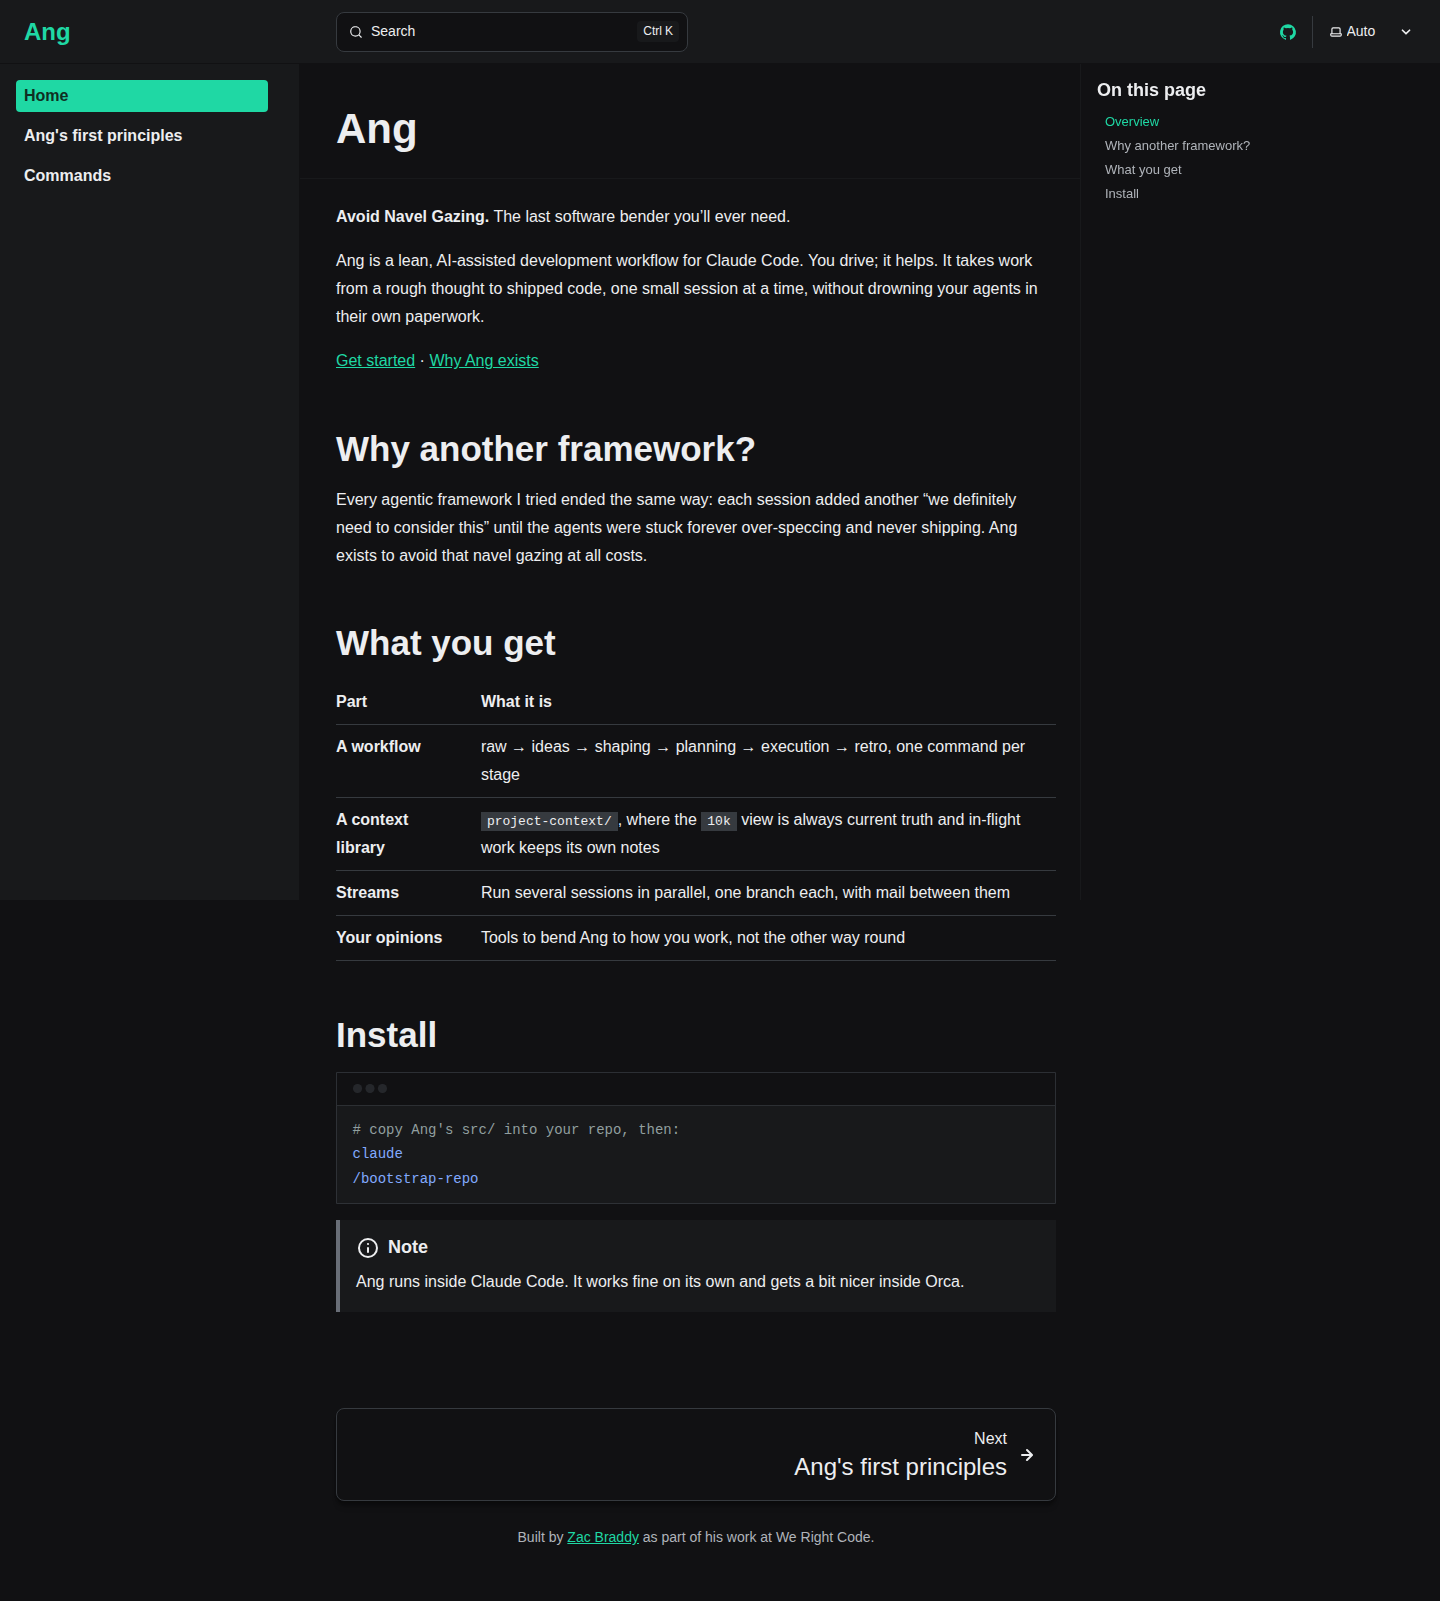 Ang
Search
Ctrl K
Auto
Home
Ang's first principles
Commands
On this page
Overview
Why another framework?
What you get
Install
Ang
Avoid Navel Gazing. The last software bender you’ll ever need.
Ang is a lean, AI-assisted development workflow for Claude Code. You drive; it helps. It takes work
from a rough thought to shipped code, one small session at a time, without drowning your agents in
their own paperwork.
Get started · Why Ang exists
Why another framework?
Every agentic framework I tried ended the same way: each session added another “we definitely
need to consider this” until the agents were stuck forever over-speccing and never shipping. Ang
exists to avoid that navel gazing at all costs.
What you get
Part What it is
A workflow raw → ideas → shaping → planning → execution → retro, one command per
stage
A context project-context/, where the 10k view is always current truth and in-flight
library work keeps its own notes
Streams Run several sessions in parallel, one branch each, with mail between them
Your opinions Tools to bend Ang to how you work, not the other way round
Install
# copy Ang's src/ into your repo, then:
claude
/bootstrap-repo
Note
Ang runs inside Claude Code. It works fine on its own and gets a bit nicer inside Orca.
Next
Ang's first principles
Built by Zac Braddy as part of his work at We Right Code.